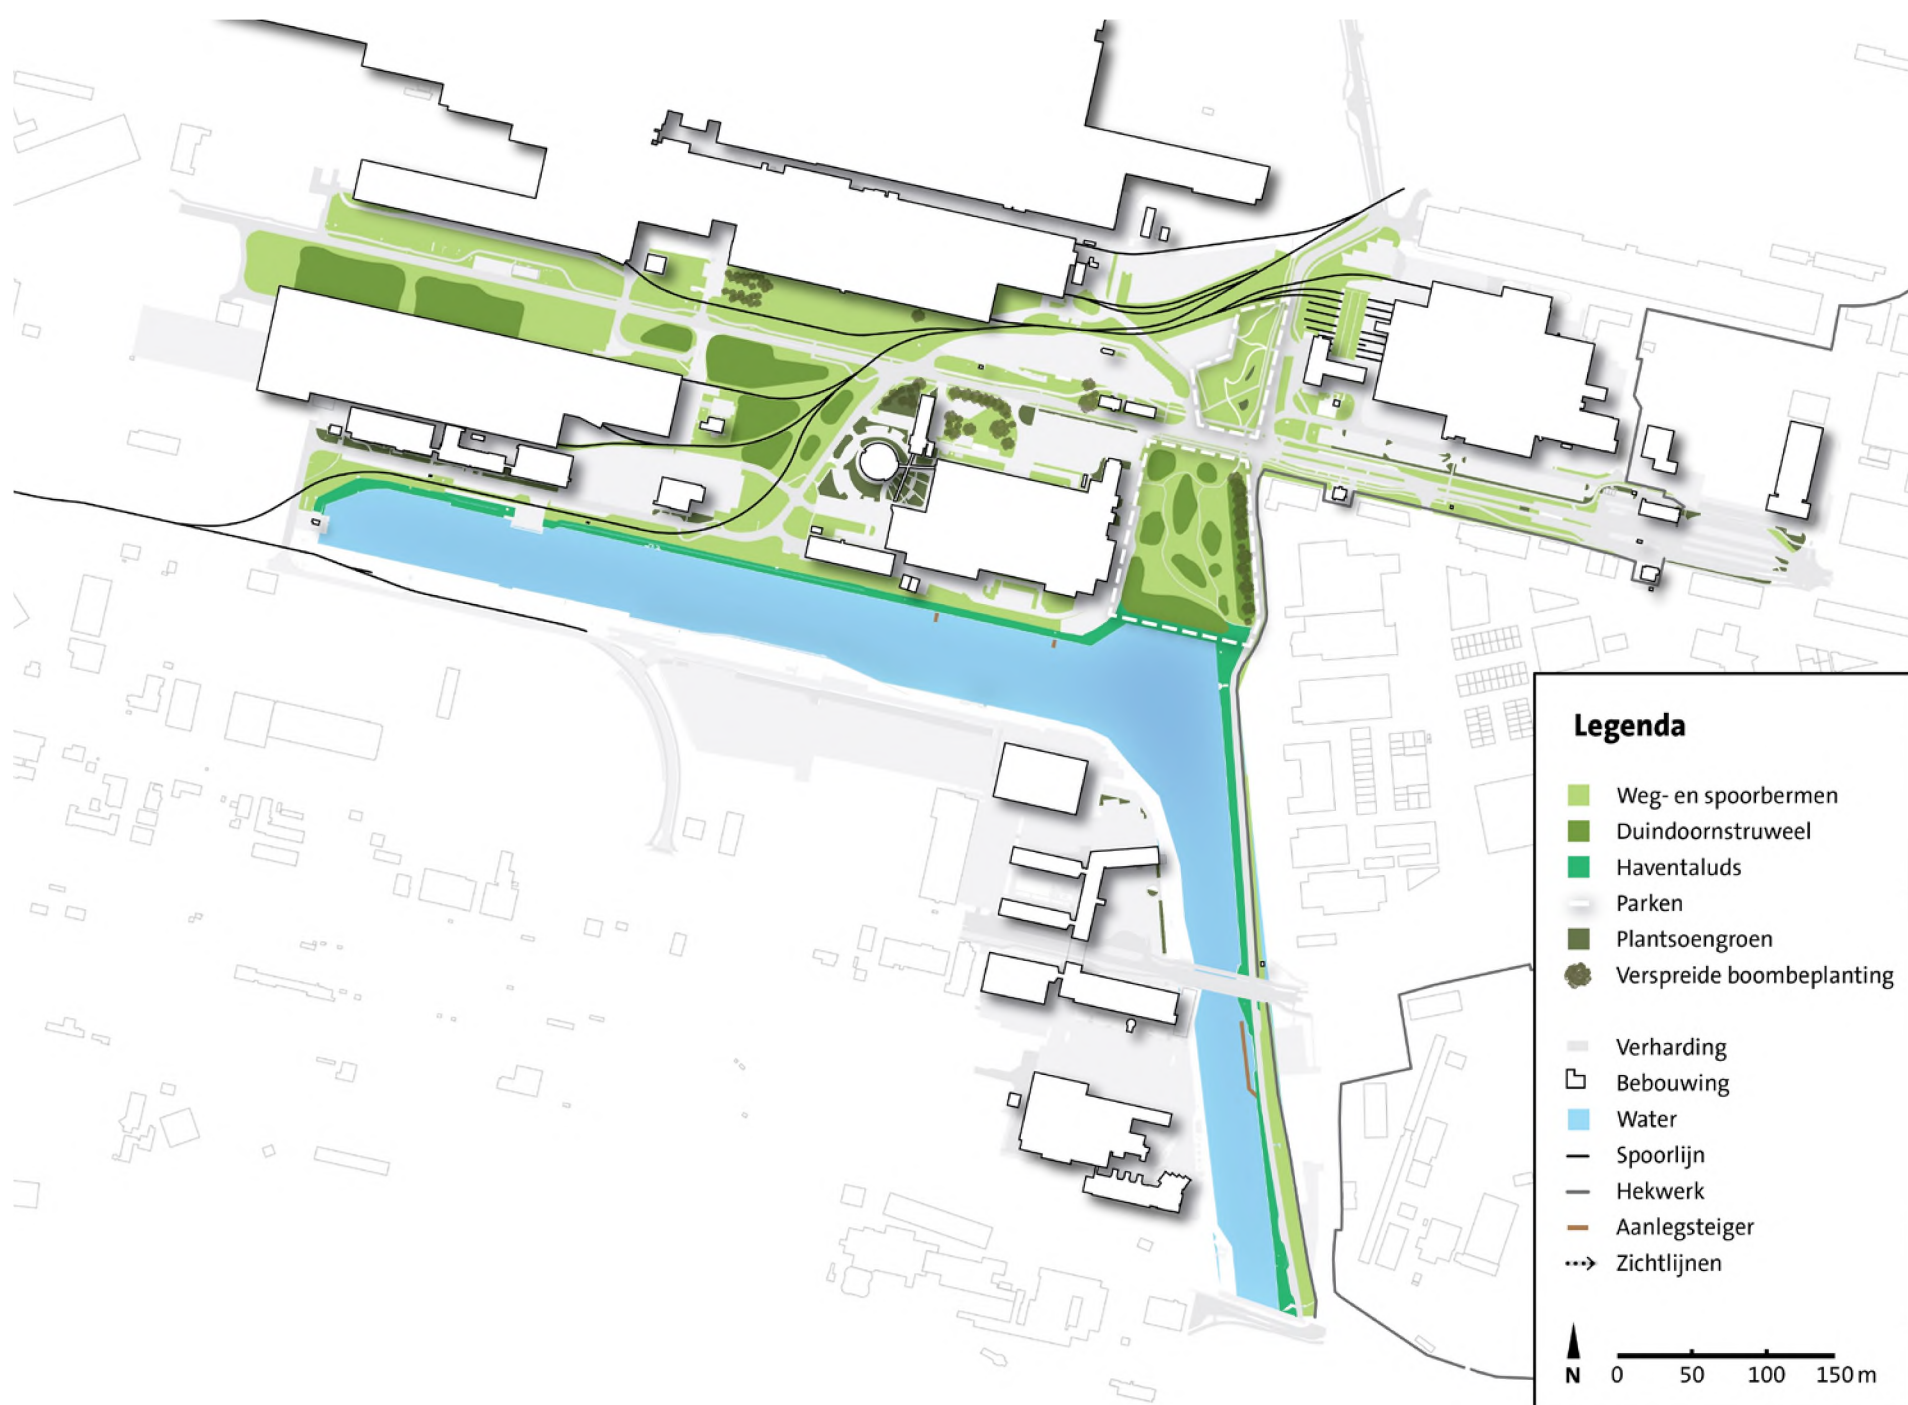 Legenda
Weg- en spoorbermen
Duindoornstruweel
Haventaluds
Parken
Plantsoengroen
Verspreide boombeplanting
Verharding
Bebouwing
Water
Spoorlijn
Hekwerk
Aanlegsteiger
Zichtlijnen
N 0 50 100 150 m